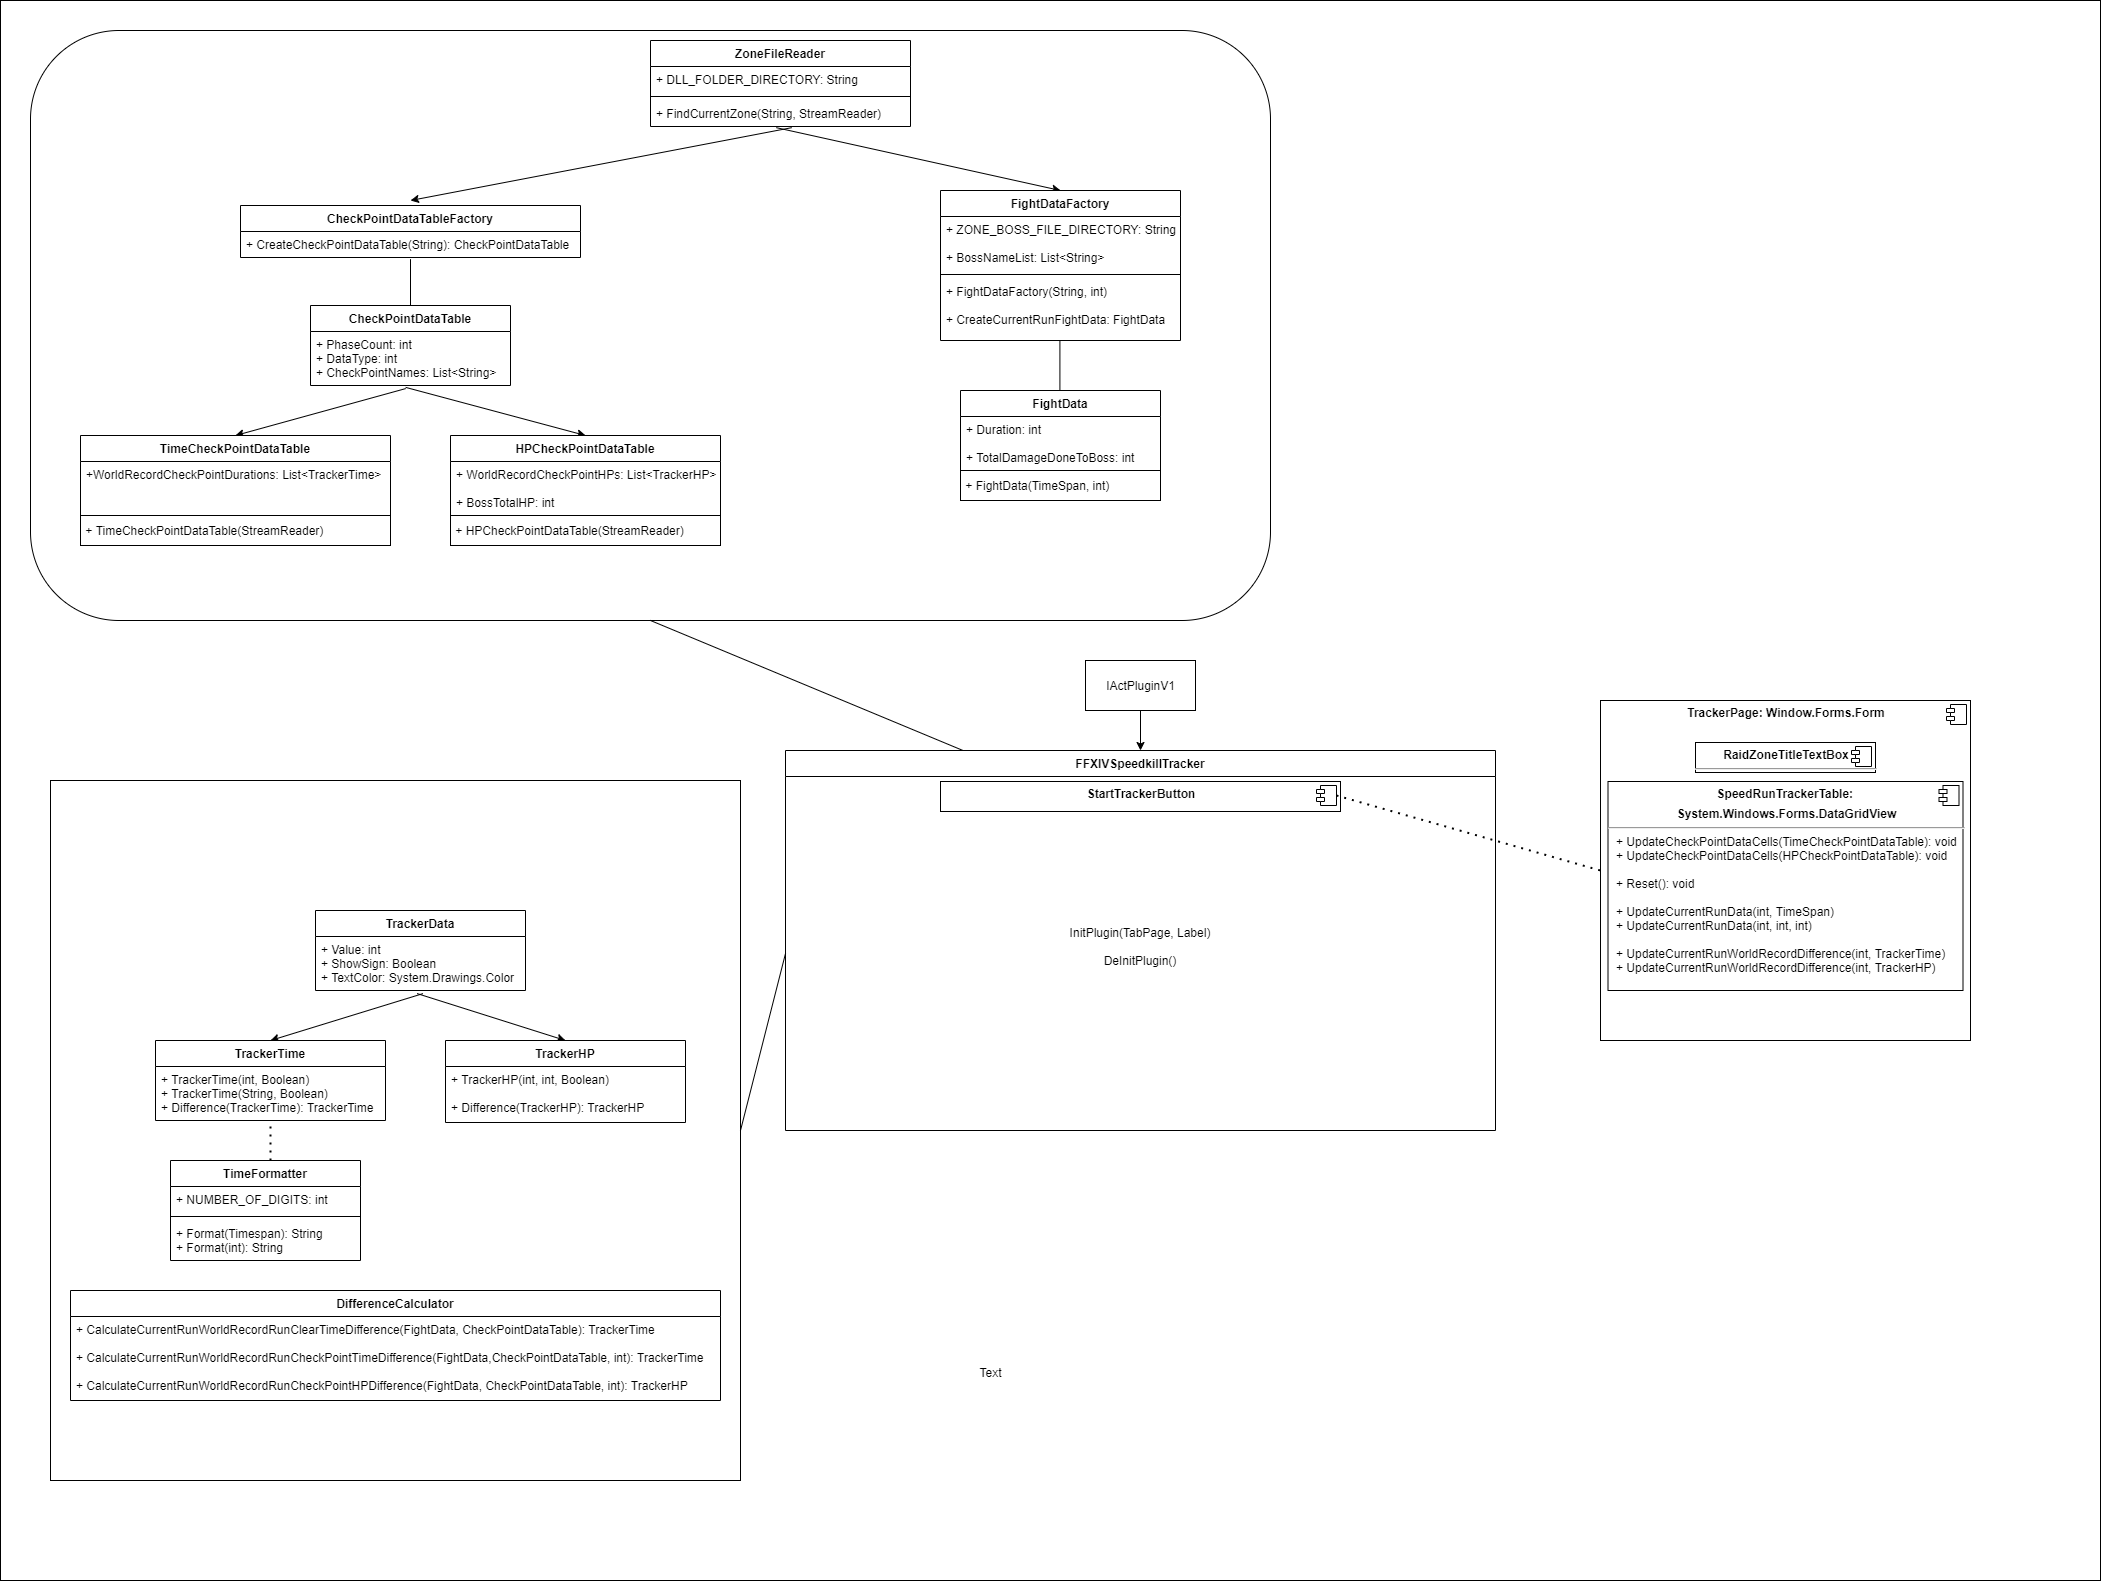 ZoneFileReader
+ DLL_FOLDER_DIRECTORY: String
+ FindCurrentZone(String, StreamReader)
CheckPointDataTableFactory
+ CreateCheckPointDataTable(String): CheckPointDataTable
FightDataFactory
+ ZONE_BOSS_FILE_DIRECTORY: String
+ BossNameList: List<String>
+ FightDataFactory(String, int)
+ CreateCurrentRunFightData: FightData
CheckPointDataTable
+ PhaseCount: int
+ DataType: int
+ CheckPointNames: List<String>
FightData
+ Duration: int
+ TotalDamageDoneToBoss: int
+ FightData(TimeSpan, int)
TimeCheckPointDataTable
+WorldRecordCheckPointDurations: List<TrackerTime>
+ TimeCheckPointDataTable(StreamReader)
HPCheckPointDataTable
+ WorldRecordCheckPointHPs: List<TrackerHP>
+ BossTotalHP: int
+ HPCheckPointDataTable(StreamReader)
IActPluginV1
FFXIVSpeedkillTracker
StartTrackerButton
InitPlugin(TabPage, Label)
DeInitPlugin()
TrackerPage: Window.Forms.Form
RaidZoneTitleTextBox
SpeedRunTrackerTable:
System.Windows.Forms.DataGridView
+ UpdateCheckPointDataCells(TimeCheckPointDataTable): void
+ UpdateCheckPointDataCells(HPCheckPointDataTable): void
+ Reset(): void
+ UpdateCurrentRunData(int, TimeSpan)
+ UpdateCurrentRunData(int, int, int)
+ UpdateCurrentRunWorldRecordDifference(int, TrackerTime)
+ UpdateCurrentRunWorldRecordDifference(int, TrackerHP)
TrackerData
+ Value: int
+ ShowSign: Boolean
+ TextColor: System.Drawings.Color
TrackerTime
+ TrackerTime(int, Boolean)
+ TrackerTime(String, Boolean)
+ Difference(TrackerTime): TrackerTime
TrackerHP
+ TrackerHP(int, int, Boolean)
+ Difference(TrackerHP): TrackerHP
TimeFormatter
+ NUMBER_OF_DIGITS: int
+ Format(Timespan): String
+ Format(int): String
DifferenceCalculator
+ CalculateCurrentRunWorldRecordRunClearTimeDifference(FightData, CheckPointDataTable): TrackerTime
+ CalculateCurrentRunWorldRecordRunCheckPointTimeDifference(FightData,CheckPointDataTable, int): TrackerTime
+ CalculateCurrentRunWorldRecordRunCheckPointHPDifference(FightData, CheckPointDataTable, int): TrackerHP
Text